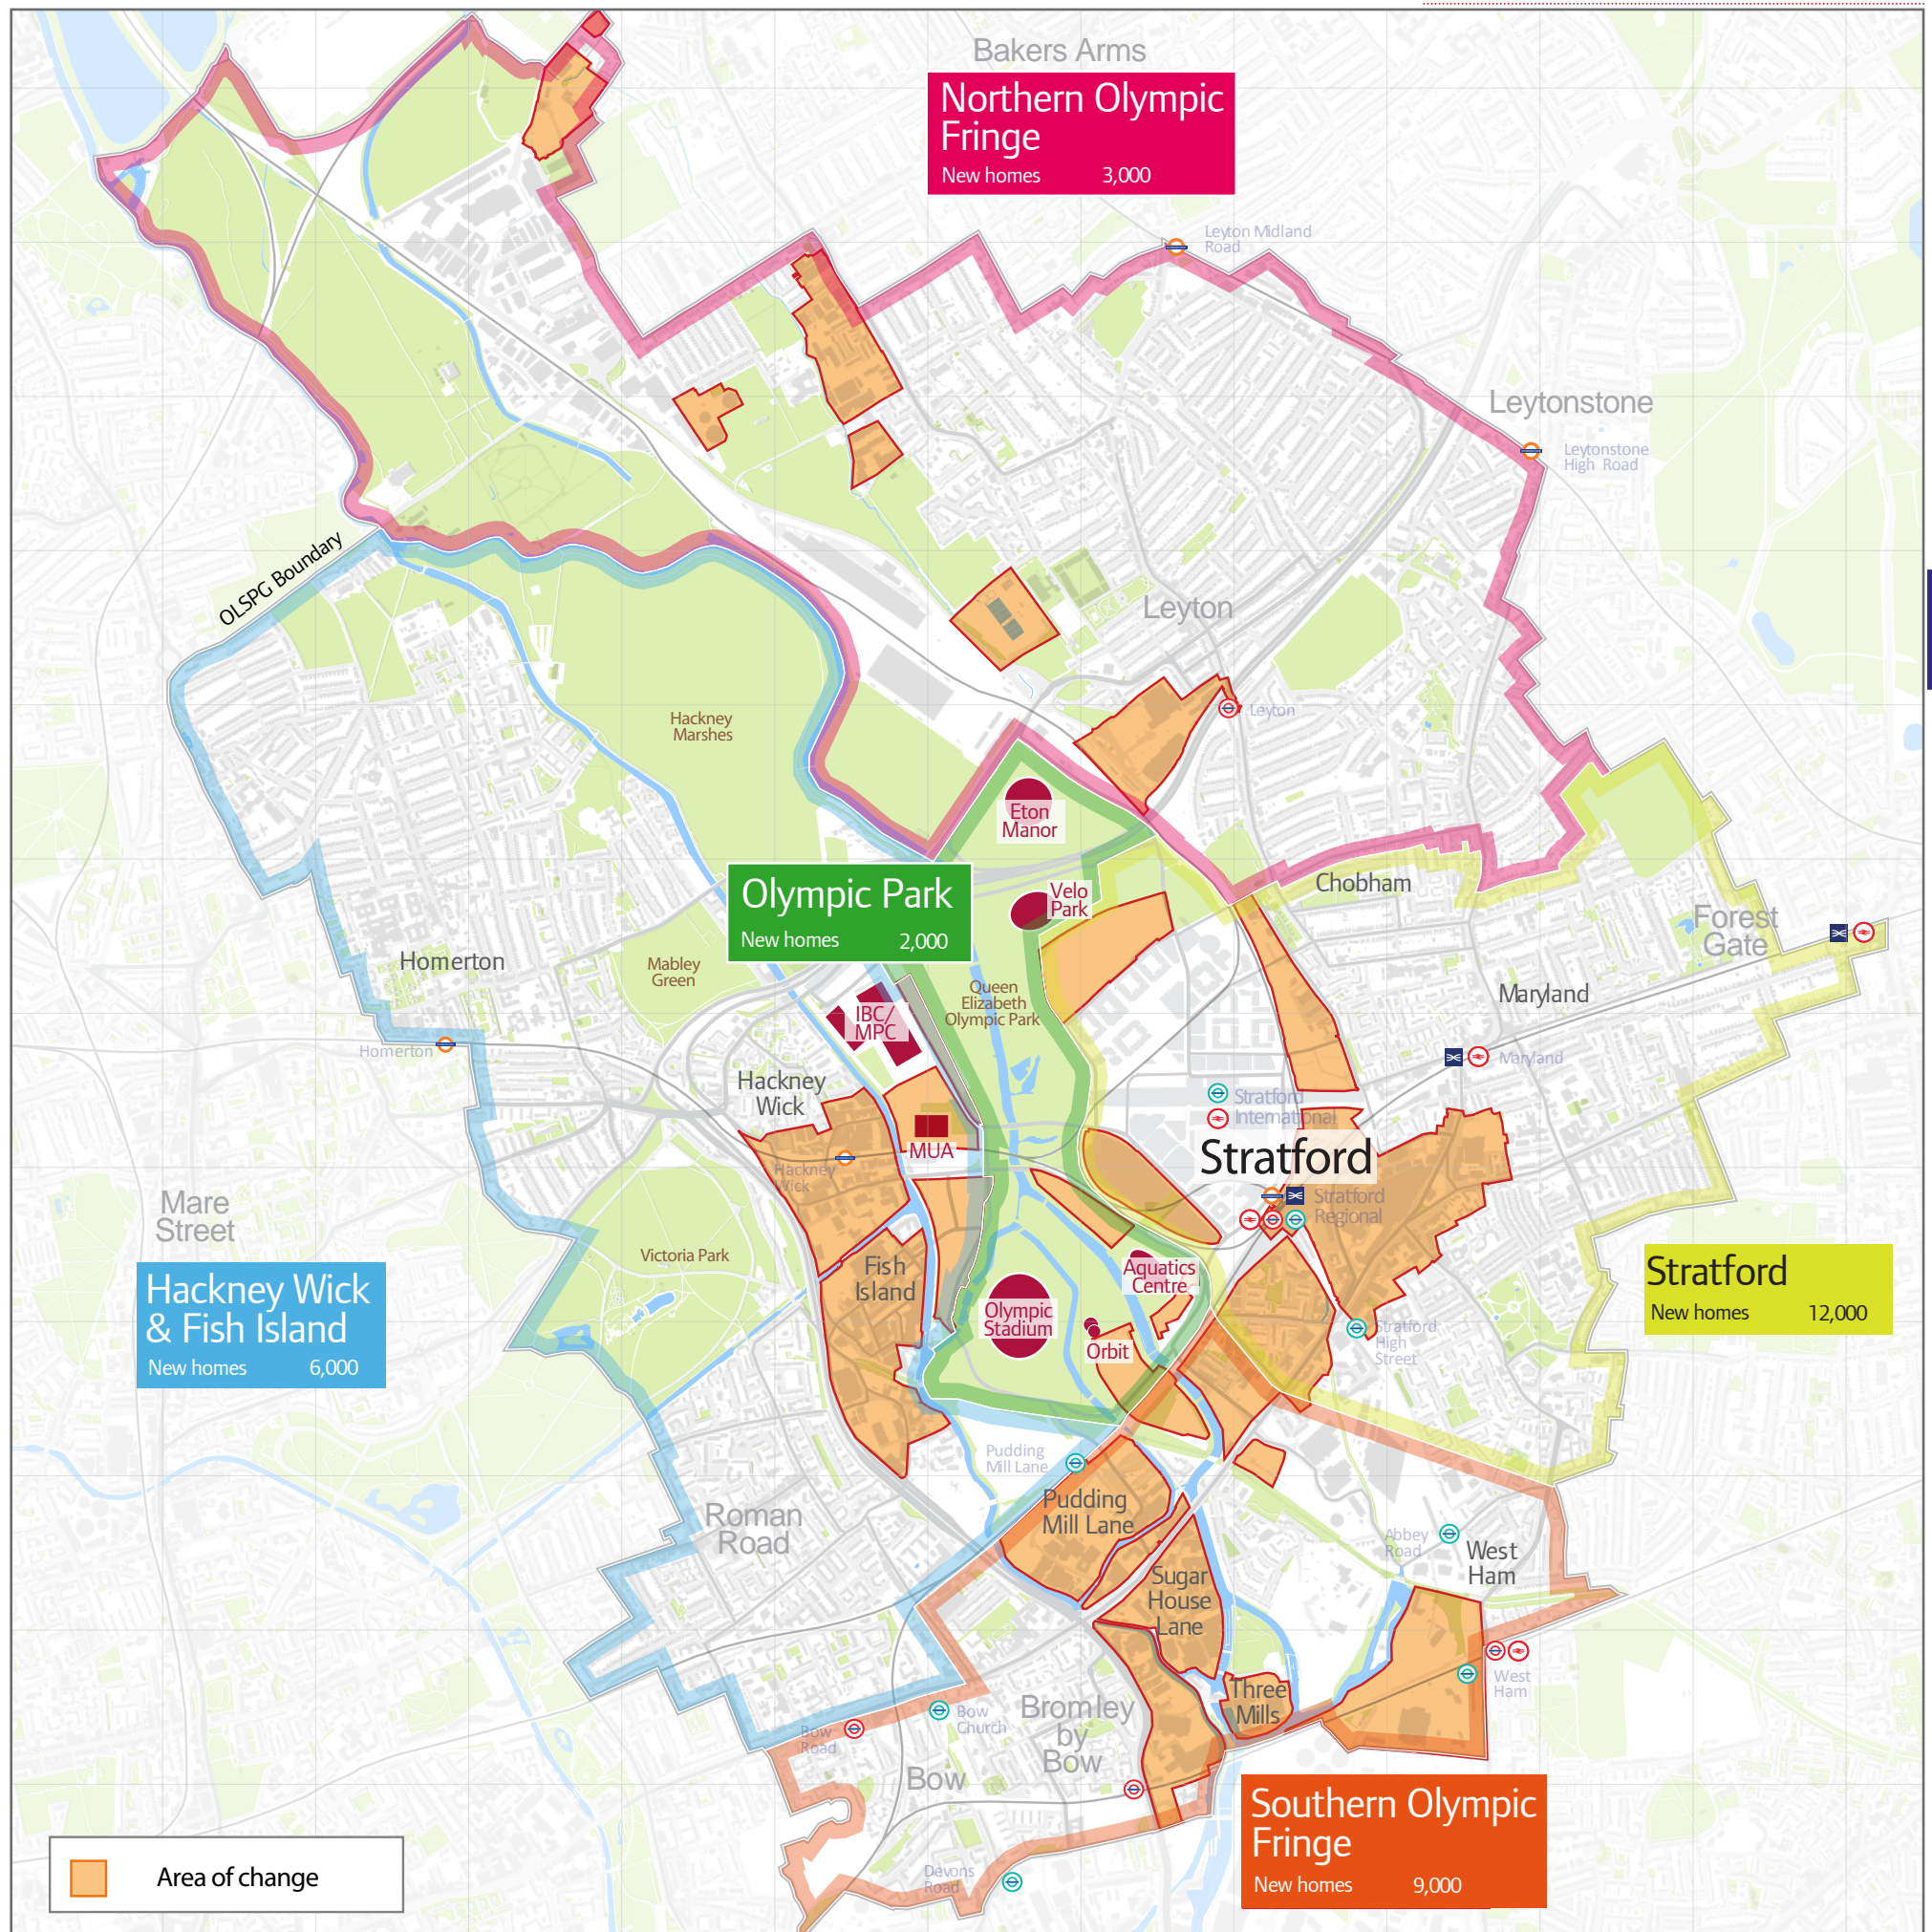 Bakers Arms
Northern Olympic
Fringe
New homes 3,000
Leyton Midland
Road
Leytonstone
Leytonstone
High Road
OLSPG Boundary
Leyton
Leyton
Hackney
Marshes
Eton
Manor
Olympic Park
New homes 2,000
Velo
Park
Chobham
Forest
Gate
Homerton
Mabley
Green
Queen
Elizabeth
Olympic Park
Maryland
IBC/
MPC
Homerton
Maryland
Hackney
Wick
Stratford
International
MUA
Stratford
Hackney
Wick
Stratford
Regional
Mare
Street
Victoria Park
Fish
Island
Aquatics
Centre
Hackney Wick
& Fish Island
New homes 6,000
Olympic
Stadium
Orbit
Stratford
High
Street
Stratford
New homes 12,000
Pudding
Mill Lane
Roman
Road
Pudding
Mill Lane
Abbey
Road
West
Ham
Sugar
House
Lane
West
Ham
Three
Mills
Bow
Church
Bow
Road
Bromley
by
Bow
Bow
Southern Olympic
Fringe
New homes 9,000
Area of change
Devons
Road